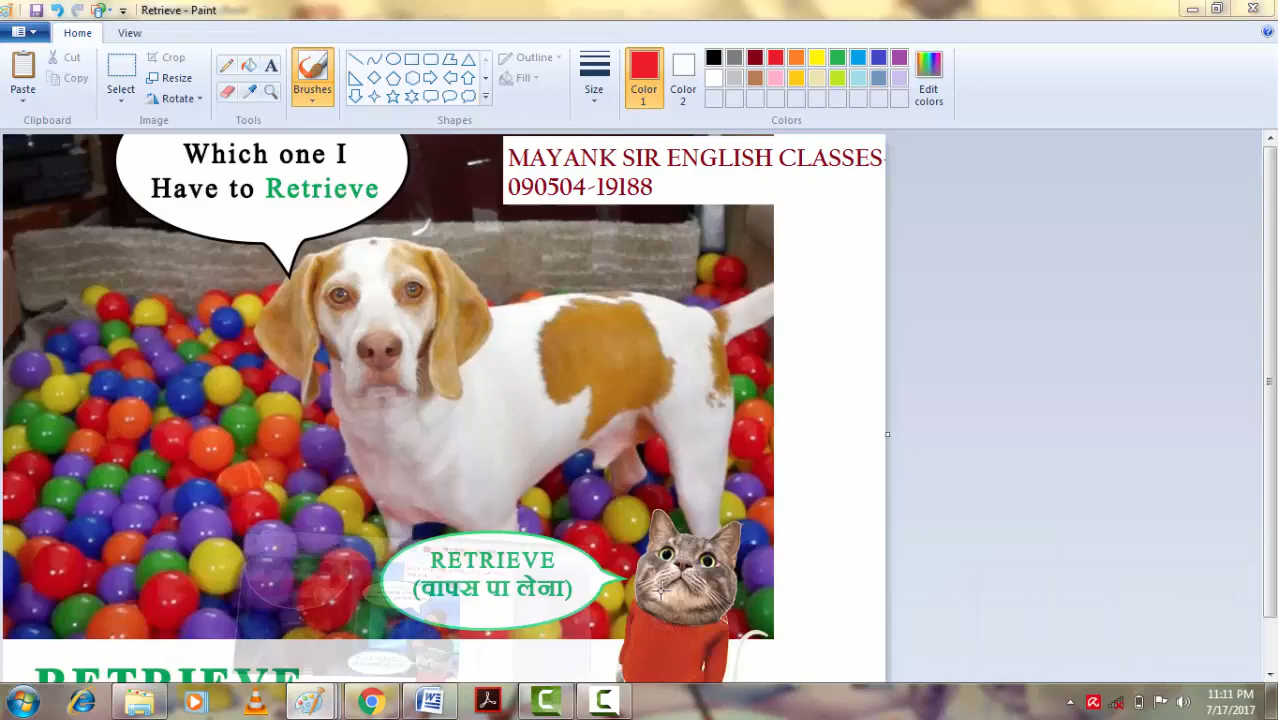 Retrieve - Paint
Home View
Cut
Copy
Paste
Clipboard
Select
Crop
Resize
Rotate
Image
Tools
Brushes
Shapes
Outline
Fill
Size
Color 1
Color 2
Edit colors
Colors
Which one I
Have to Retrieve
MAYANK SIR ENGLISH CLASSES-
090504-19188
RETRIEVE
(वापस पा लेना)
RETRIEVE
11:11 PM
7/17/2017